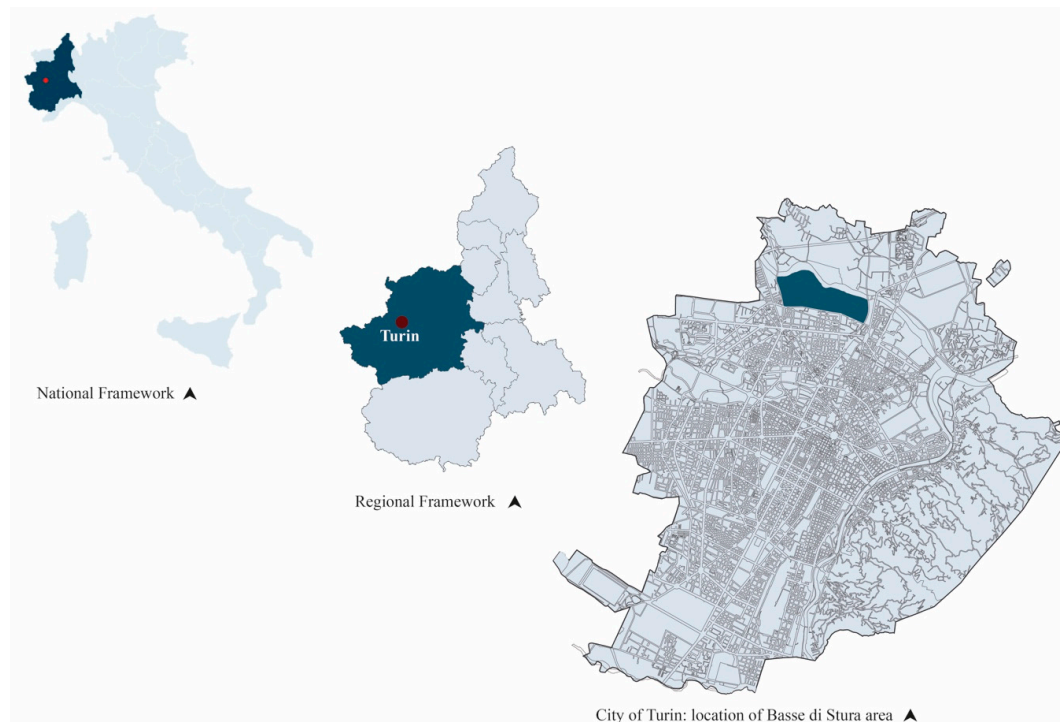 National Framework
Turin
Regional Framework
City of Turin: location of Basse di Stura area